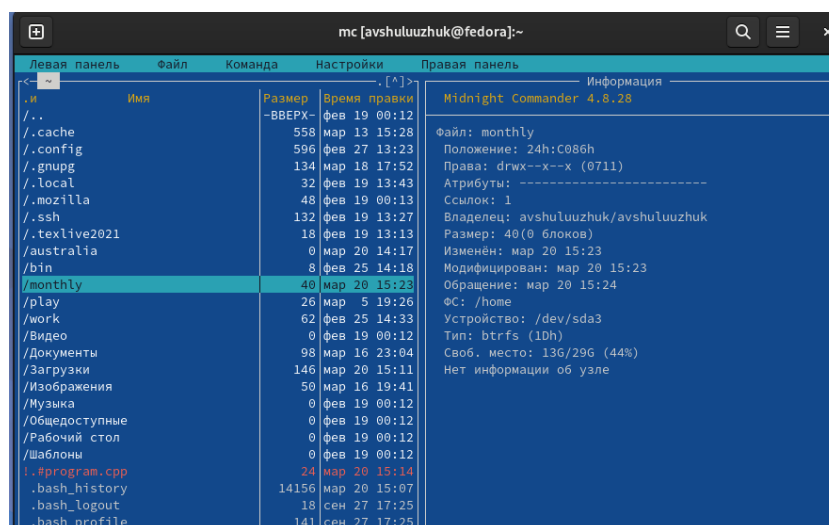 mc [avshuluuzhuk@fedora]:~
Левая панель Файл Команда Настройки Правая панель
<— ~ .[^]>
.и Имя Размер Время правки
/.. -ВВЕРХ- фев 19 00:12
/.cache 558 мар 13 15:28
/.config 596 фев 27 13:23
/.gnupg 134 мар 18 17:52
/.local 32 фев 19 13:43
/.mozilla 48 фев 19 00:13
/.ssh 132 фев 19 13:27
/.texlive2021 18 фев 19 13:13
/australia 0 мар 20 14:17
/bin 8 фев 25 14:18
/monthly 40 мар 20 15:23
/play 26 мар 5 19:26
/work 62 фев 25 14:33
/Видео 0 фев 19 00:12
/Документы 98 мар 16 23:04
/Загрузки 146 мар 20 15:11
/Изображения 50 мар 16 19:41
/Музыка 0 фев 19 00:12
/Общедоступные 0 фев 19 00:12
/Рабочий стол 0 фев 19 00:12
/Шаблоны 0 фев 19 00:12
!.#program.cpp 24 мар 20 15:14
.bash_history 14156 мар 20 15:07
.bash_logout 18 сен 27 17:25
.bash_profile 141 сен 27 17:25
Информация
Midnight Commander 4.8.28
Файл: monthly
Положение: 24h:C086h
Права: drwx--x--x (0711)
Атрибуты: -------------------------
Ссылок: 1
Владелец: avshuluuzhuk/avshuluuzhuk
Размер: 40(0 блоков)
Изменён: мар 20 15:23
Модифицирован: мар 20 15:23
Обращение: мар 20 15:24
ФС: /home
Устройство: /dev/sda3
Тип: btrfs (1Dh)
Своб. место: 13G/29G (44%)
Нет информации об узле